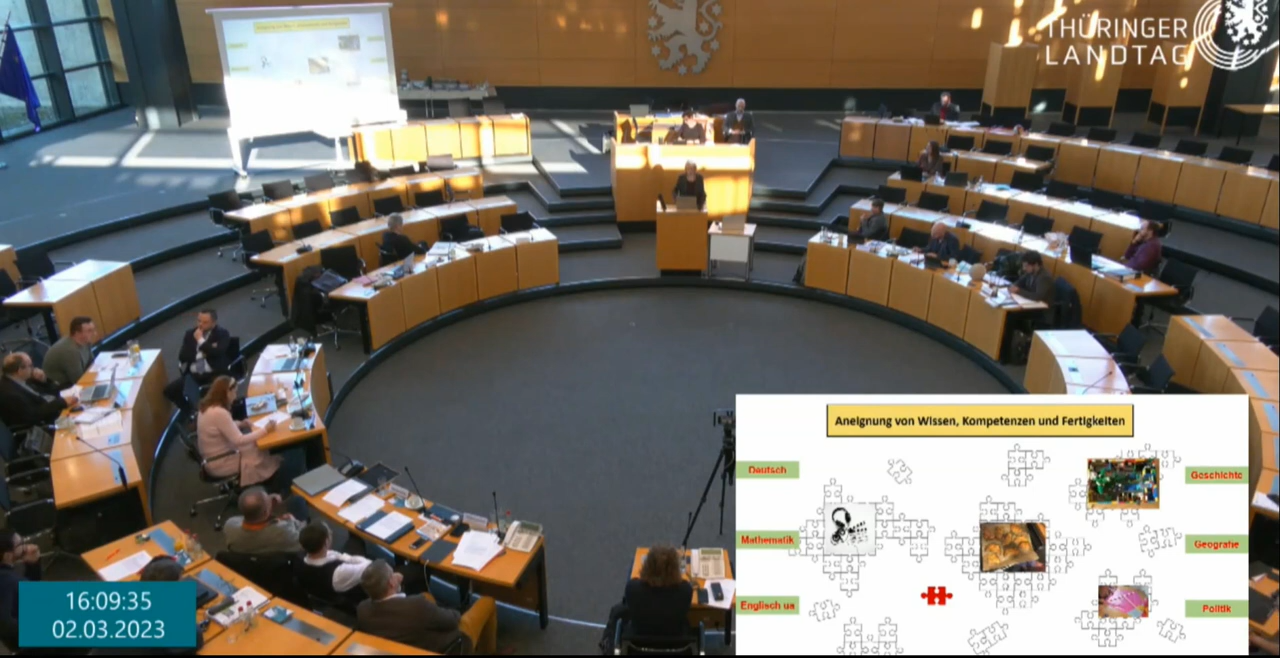 THÜRINGER
LANDTAG
Aneignung von Wissen, Kompetenzen und Fertigkeiten
Deutsch
Geschichte
Mathematik
Geografie
Englisch ua
Politik
16:09:35
02.03.2023